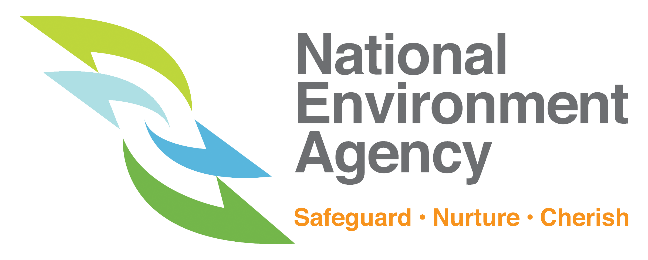 National
Environment
Agency
Safeguard • Nurture • Cherish